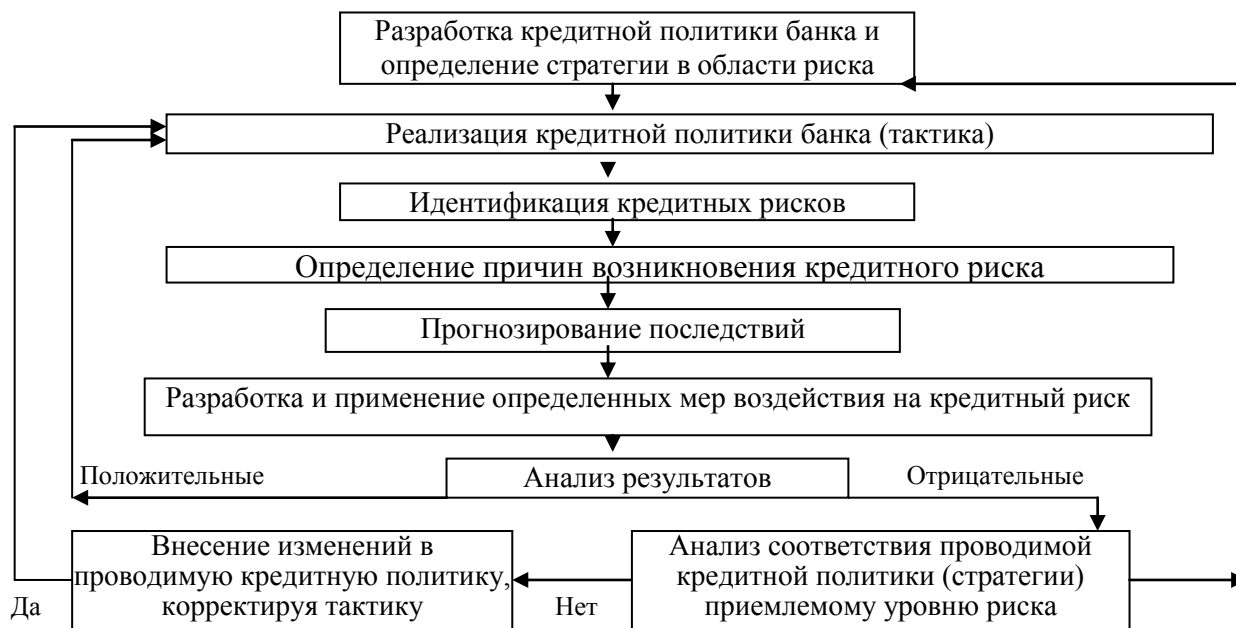 Разработка кредитной политики банка и
определение стратегии в области риска
Реализация кредитной политики банка (тактика)
Идентификация кредитных рисков
Определение причин возникновения кредитного риска
Прогнозирование последствий
Разработка и применение определенных мер воздействия на кредитный риск
Положительные
Анализ результатов
Отрицательные
Внесение изменений в
проводимую кредитную политику,
корректируя тактику
Анализ соответствия проводимой
кредитной политики (стратегии)
приемлемому уровню риска
Да
Нет